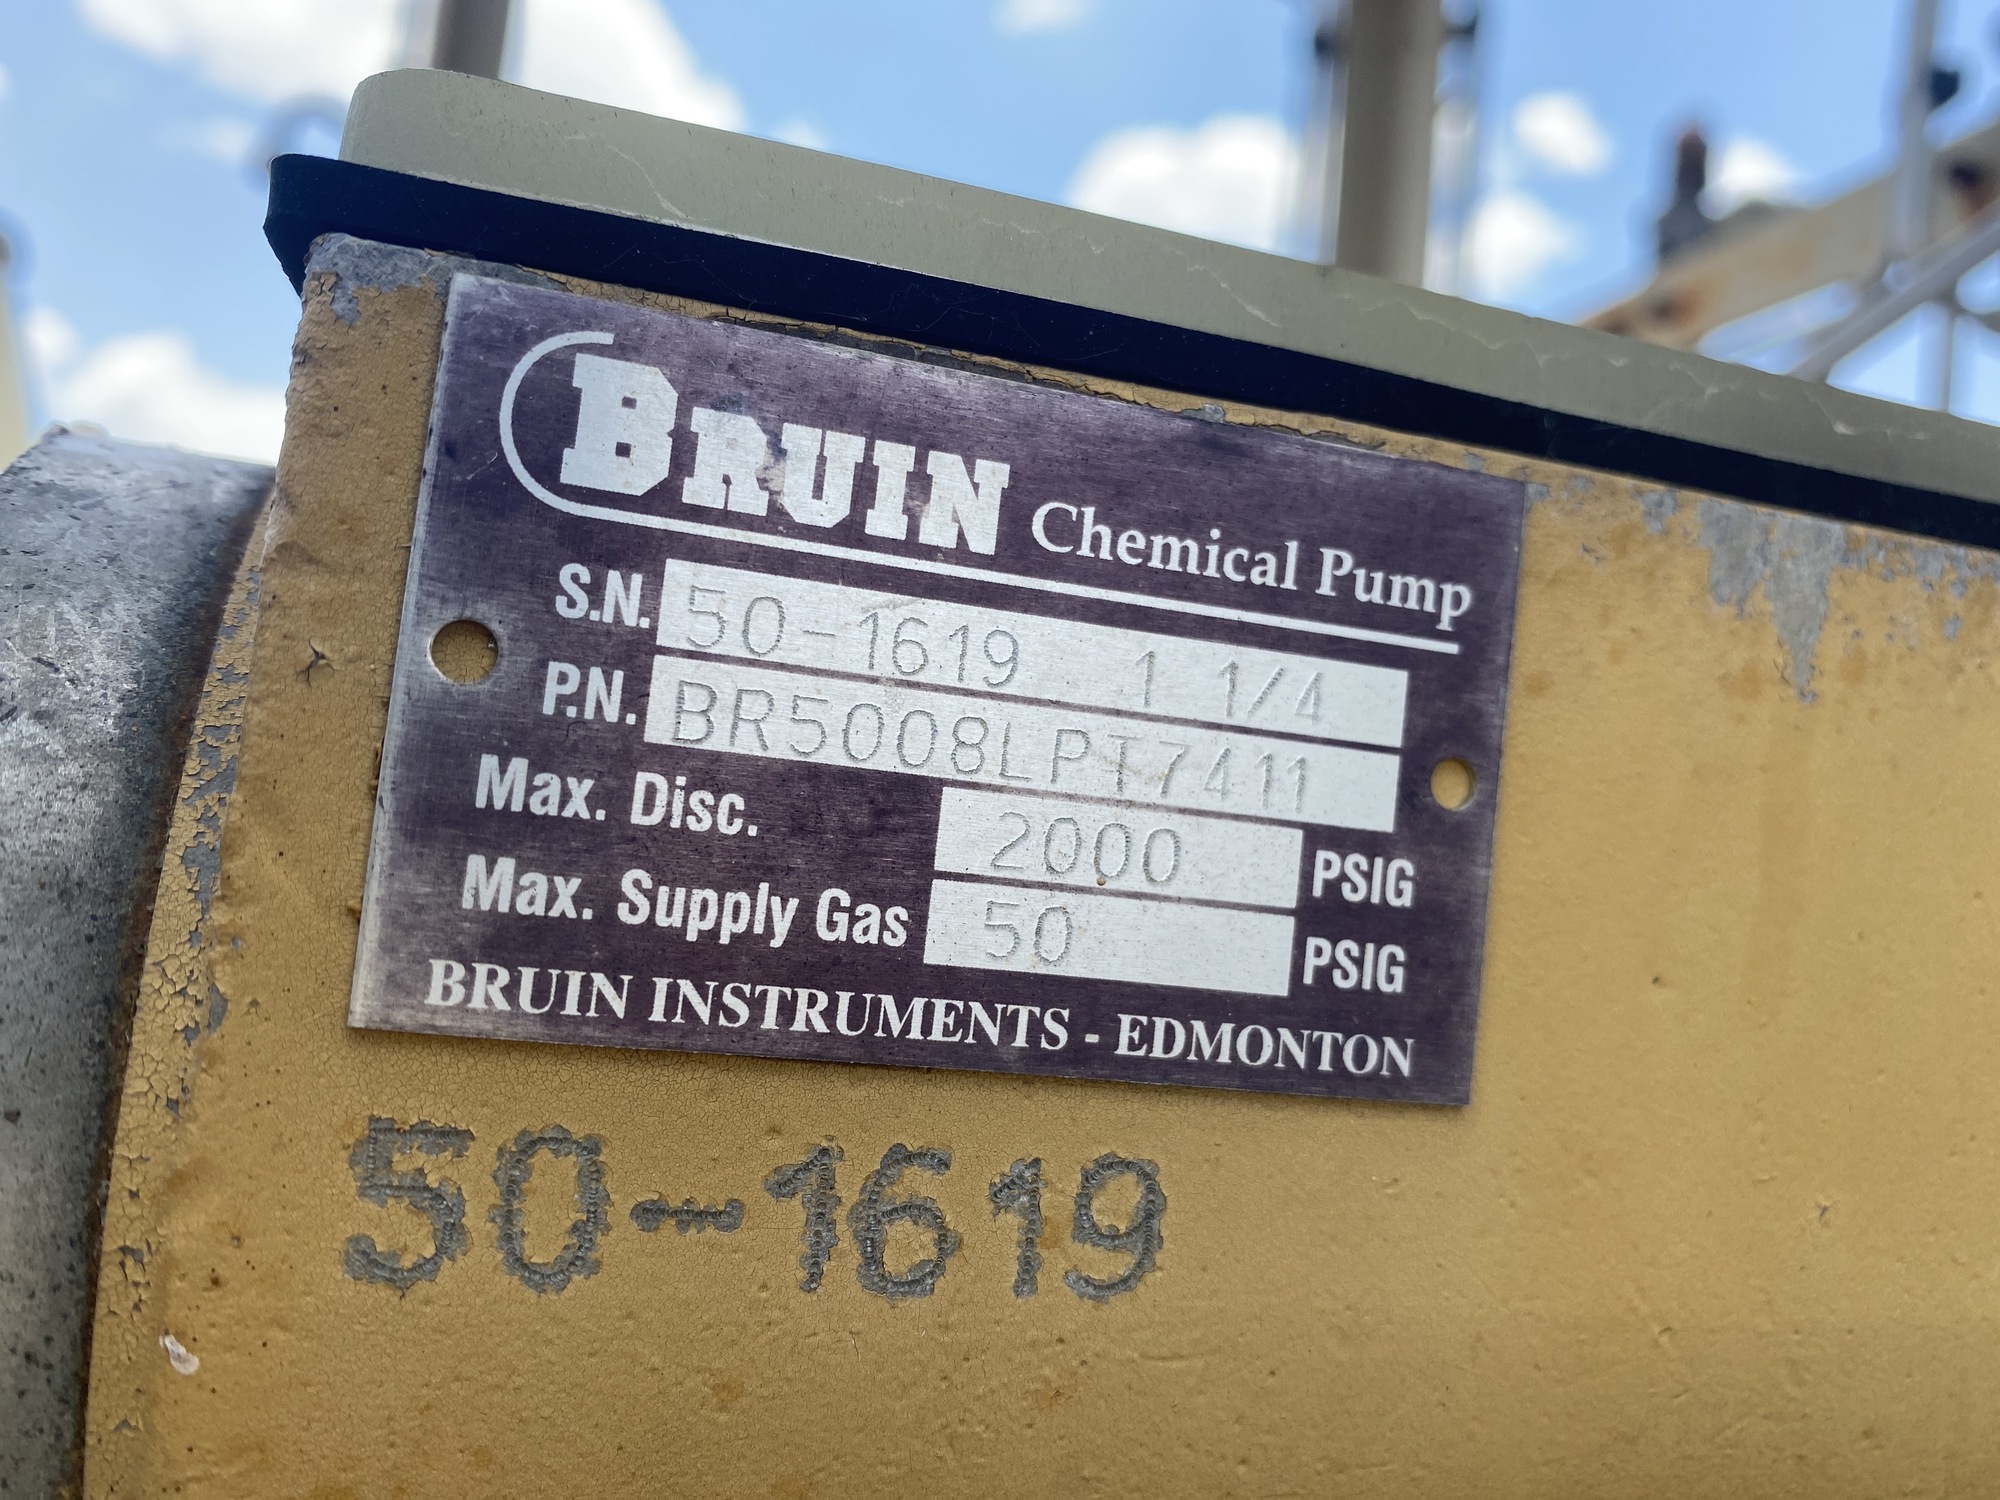 BRUIN Chemical Pump
S.N. 50-1619 1 1/4
P.N. BR5008LPT7411
Max. Disc. 2000 PSIG
Max. Supply Gas 50 PSIG
BRUIN INSTRUMENTS - EDMONTON
50-1619